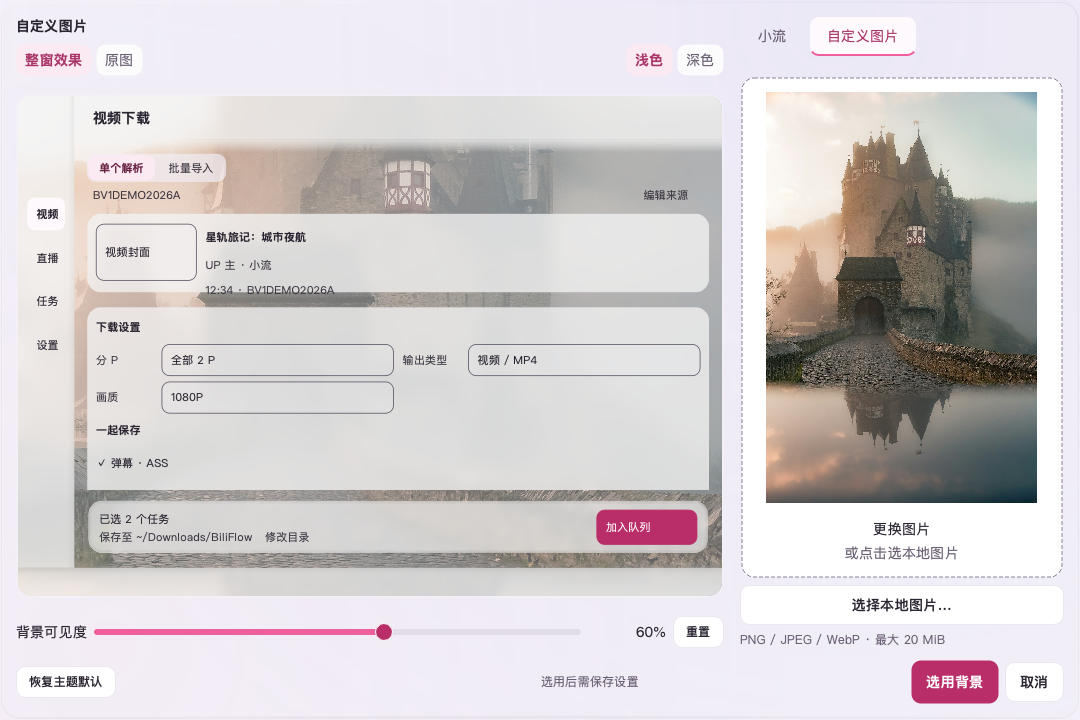 自定义图片
整窗效果 原图 浅色 深色
视频下载
单个解析 批量导入
BV1DEMO2026A 编辑来源
视频
直播
任务
设置
视频封面
星轨旅记：城市夜航
UP 主 · 小流
12:34 · BV1DEMO2026A
下载设置
分 P 全部 2 P 输出类型 视频 / MP4
画质 1080P
一起保存
✓ 弹幕 · ASS
已选 2 个任务
保存至 ~/Downloads/BiliFlow 修改目录
加入队列
背景可见度 60% 重置
恢复主题默认 选用后需保存设置
小流 自定义图片
更换图片
或点击选本地图片
选择本地图片...
PNG / JPEG / WebP · 最大 20 MiB
选用背景 取消